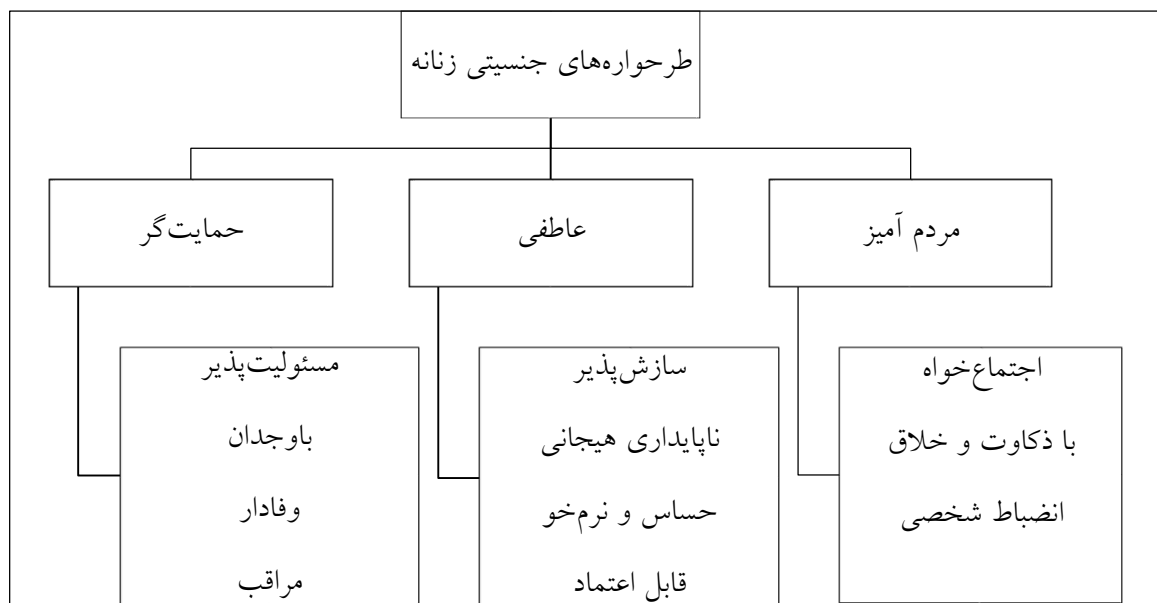 طرحواره‌های جنسیتی زنانه
مردم آمیز
عاطفی
حمایت‌گر
اجتماع‌خواه
با ذکاوت و خلاق
انضباط شخصی
سازش‌پذیر
ناپایداری هیجانی
حساس و نرم‌خو
قابل اعتماد
مسئولیت‌پذیر
باوجدان
وفادار
مراقب